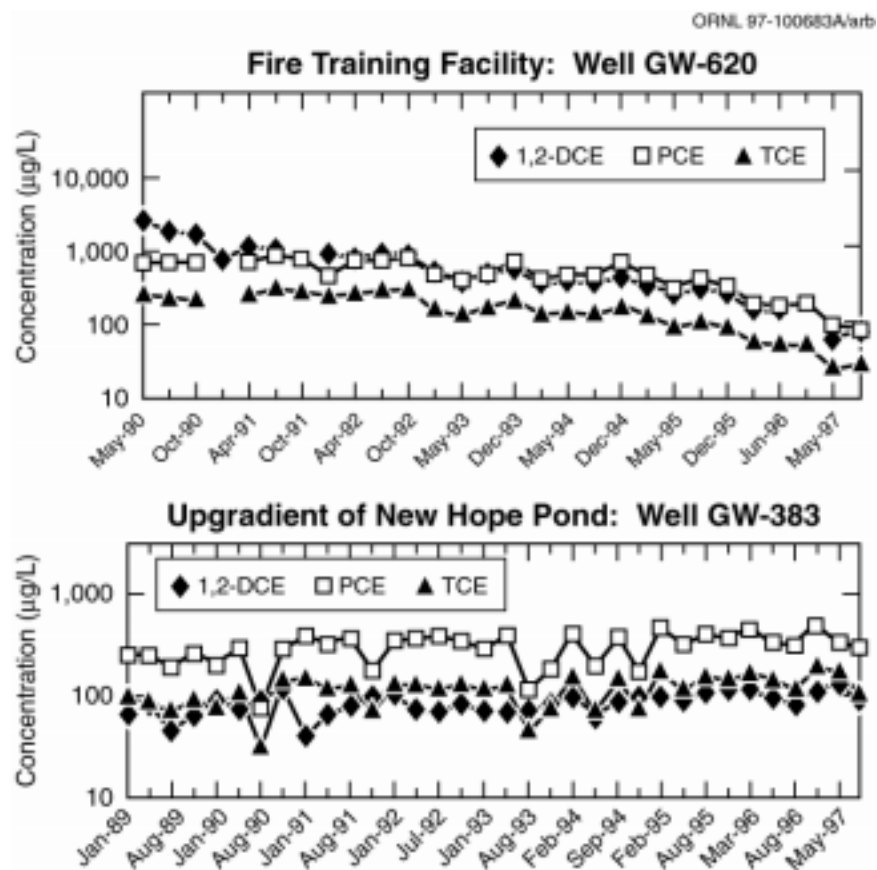 ORNL 97-100683A/arb
Fire Training Facility: Well GW-620
Concentration (µg/L)
10,000
1,000
100
10
1,2-DCE PCE TCE
May-90 Oct-90 Apr-91 Oct-91 Apr-92 Oct-92 May-93 Dec-93 May-94 Dec-94 May-95 Dec-95 Jun-96 May-97
Upgradient of New Hope Pond: Well GW-383
Concentration (µg/L)
1,000
100
10
1,2-DCE PCE TCE
Jan-89 Aug-89 Jan-90 Aug-90 Jan-91 Aug-91 Jan-92 Jul-92 Jan-93 Aug-93 Feb-94 Sep-94 Feb-95 Aug-95 Mar-96 Aug-96 May-97